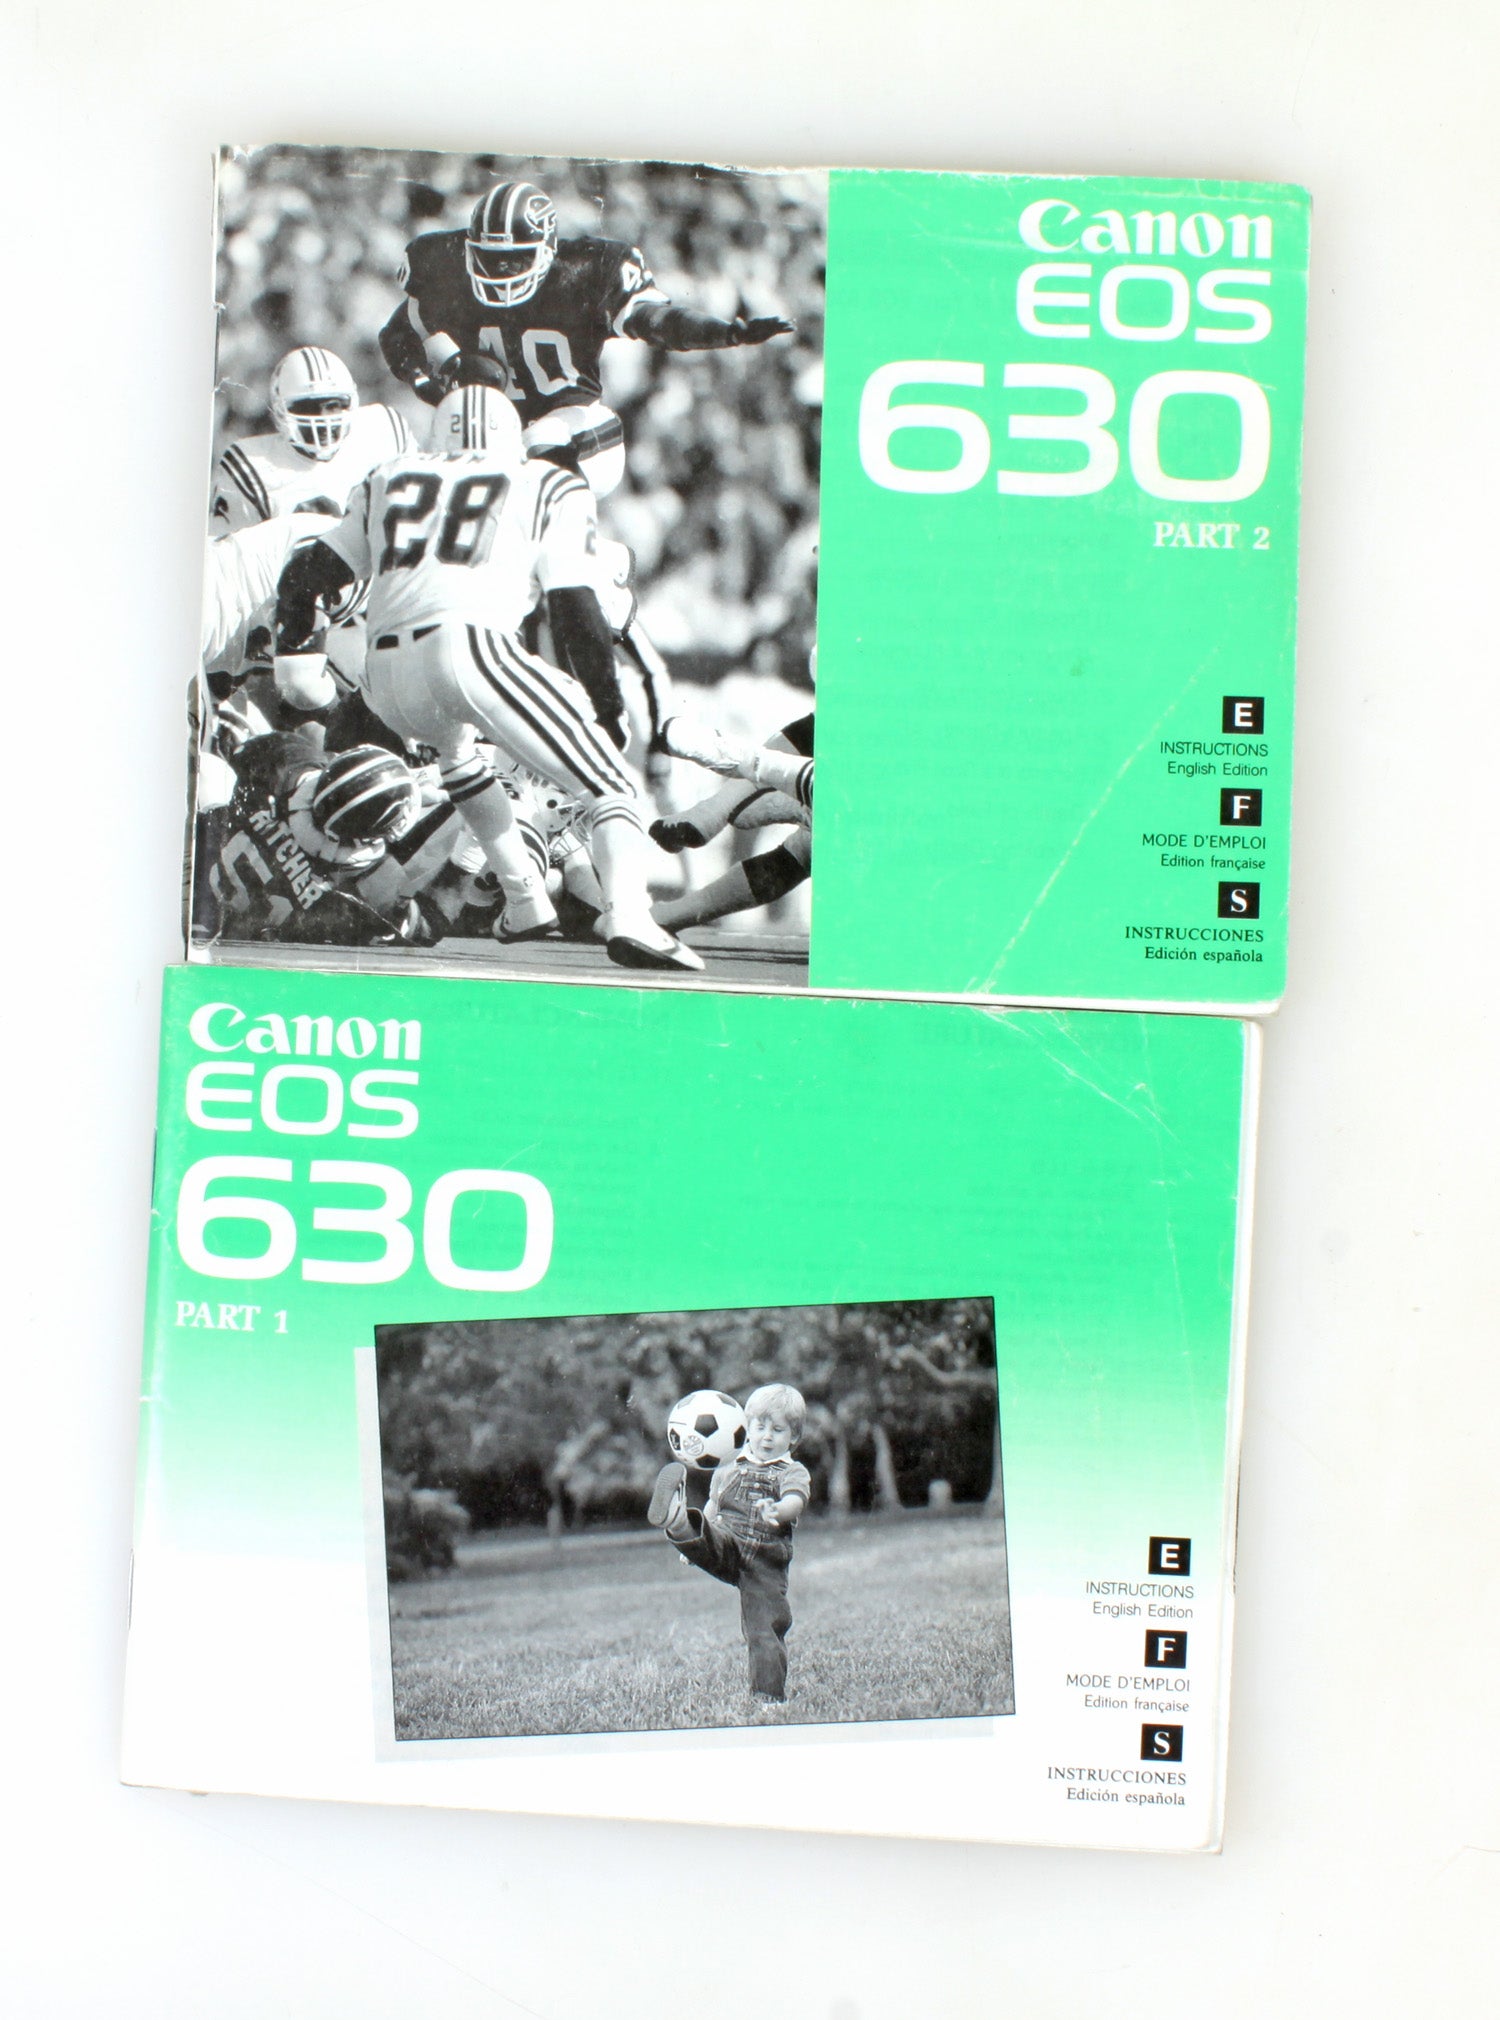 Canon
EOS
630
PART 2
E
INSTRUCTIONS
English Edition
F
MODE D'EMPLOI
Edition française
S
INSTRUCCIONES
Edición española
40
28
RITCHER
Canon
EOS
630
PART 1
E
INSTRUCTIONS
English Edition
F
MODE D'EMPLOI
Edition française
S
INSTRUCCIONES
Edición española